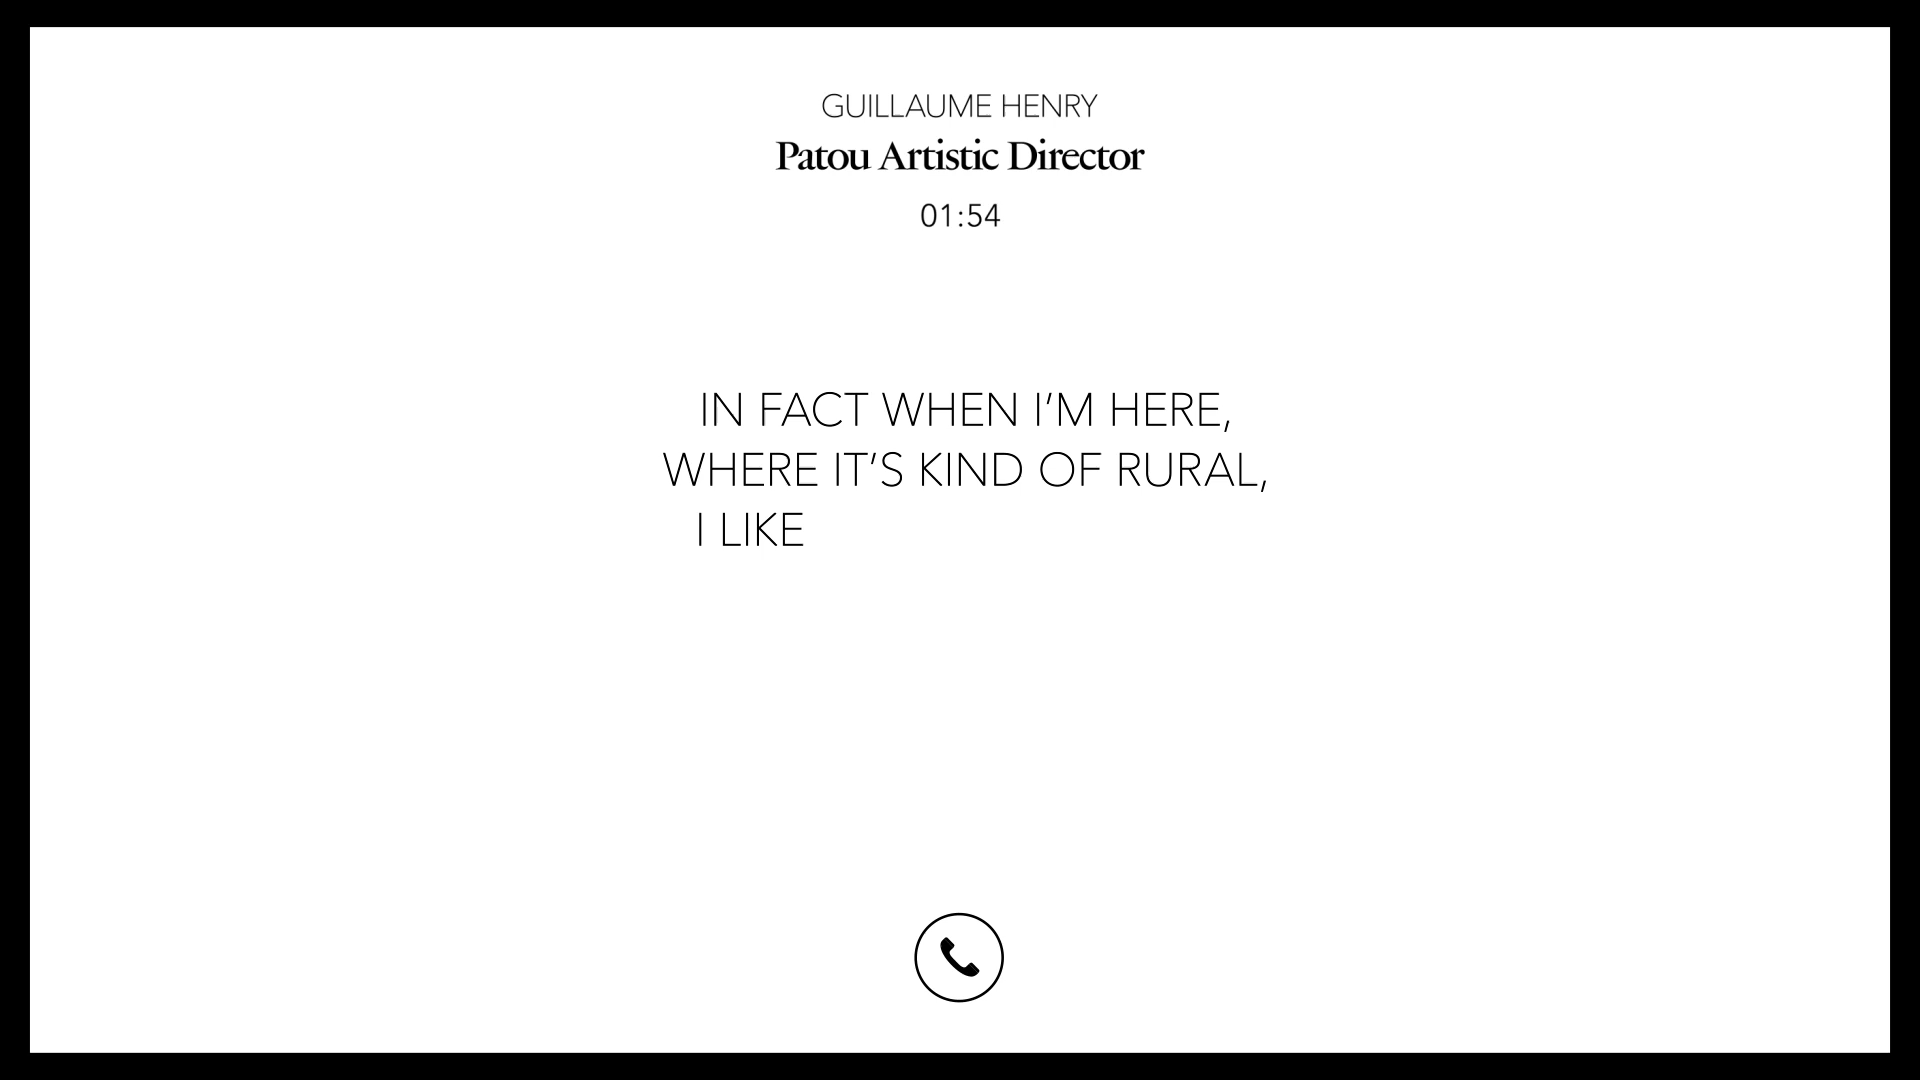 GUILLAUME HENRY
Patou Artistic Director
01:54
IN FACT WHEN I’M HERE,
WHERE IT’S KIND OF RURAL,
I LIKE